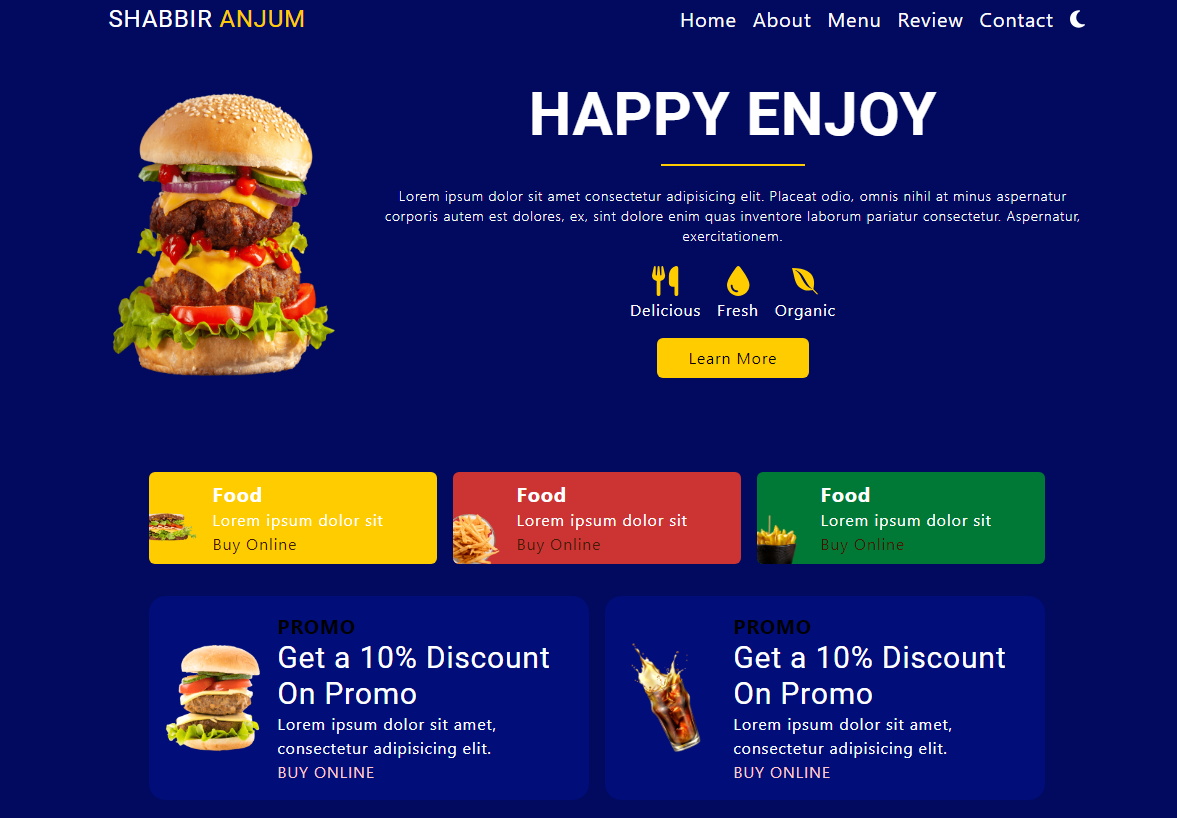 SHABBIR ANJUM
Home About Menu Review Contact
HAPPY ENJOY
Lorem ipsum dolor sit amet consectetur adipisicing elit. Placeat odio, omnis nihil at minus aspernatur
corporis autem est dolores, ex, sint dolore enim quas inventore laborum pariatur consectetur. Aspernatur,
exercitationem.
Delicious Fresh Organic
Learn More
Food
Lorem ipsum dolor sit
Buy Online
Food
Lorem ipsum dolor sit
Buy Online
Food
Lorem ipsum dolor sit
Buy Online
PROMO
Get a 10% Discount
On Promo
Lorem ipsum dolor sit amet,
consectetur adipisicing elit.
BUY ONLINE
PROMO
Get a 10% Discount
On Promo
Lorem ipsum dolor sit amet,
consectetur adipisicing elit.
BUY ONLINE